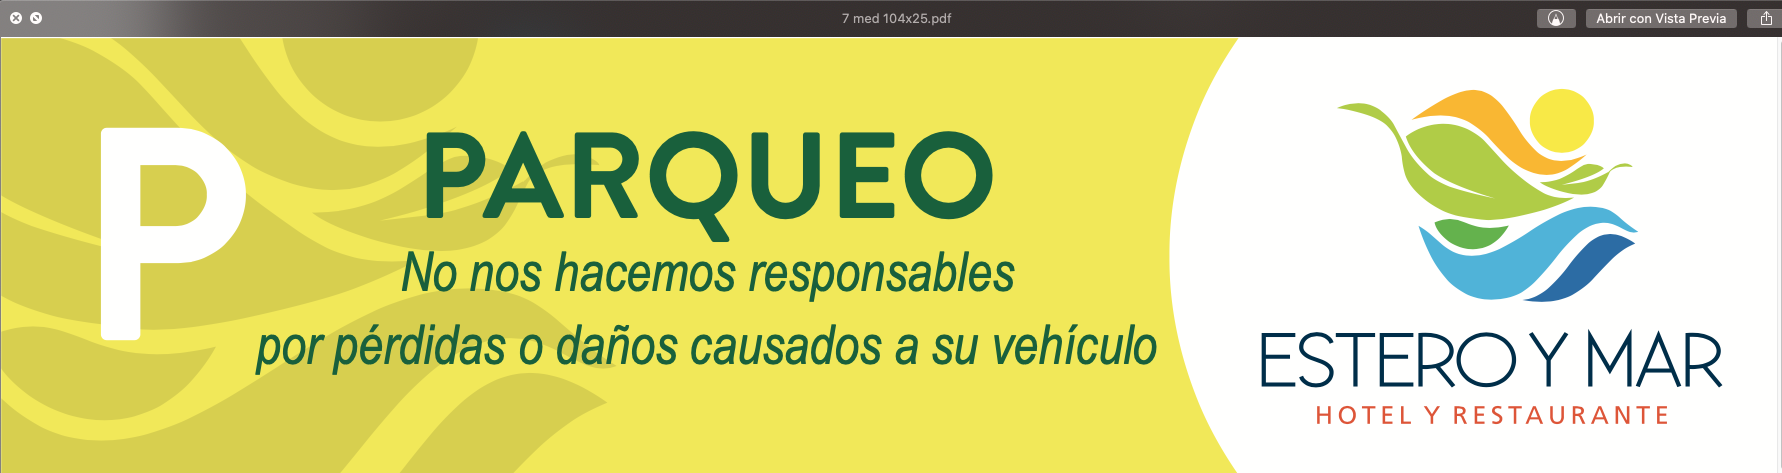 7 med 104x25.pdf
Abrir con Vista Previa
P
PARQUEO
No nos hacemos responsables
por pérdidas o daños causados a su vehículo
ESTERO Y MAR
HOTEL Y RESTAURANTE